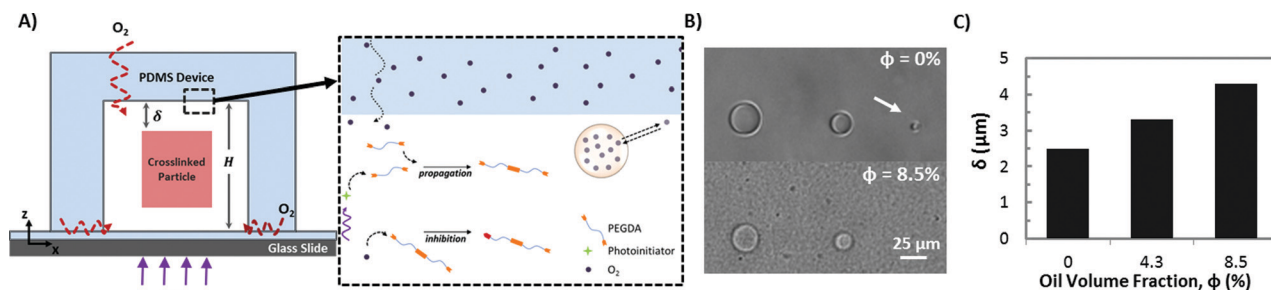 A)
O2
PDMS Device
δ
Crosslinked
Particle
H
O2
z
x
Glass Slide
propagation
inhibition
PEGDA
Photoinitiator
O2
B)
ϕ = 0%
ϕ = 8.5%
25 μm
C)
5
4
3
2
1
0
δ (μm)
0
4.3
8.5
Oil Volume Fraction, ϕ (%)